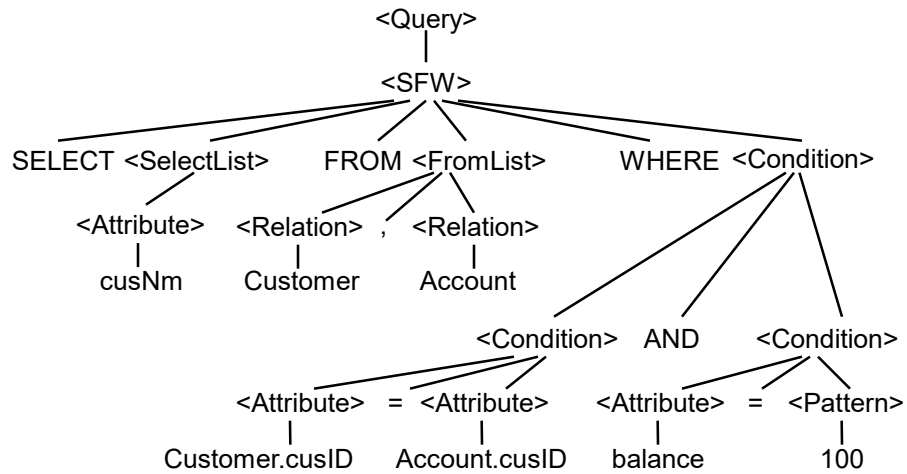 <Query>
<SFW>
SELECT <SelectList> FROM <FromList> WHERE <Condition>
<Attribute> <Relation> , <Relation>
cusNm Customer Account
<Condition> AND <Condition>
<Attribute> = <Attribute> <Attribute> = <Pattern>
Customer.cusID Account.cusID balance 100